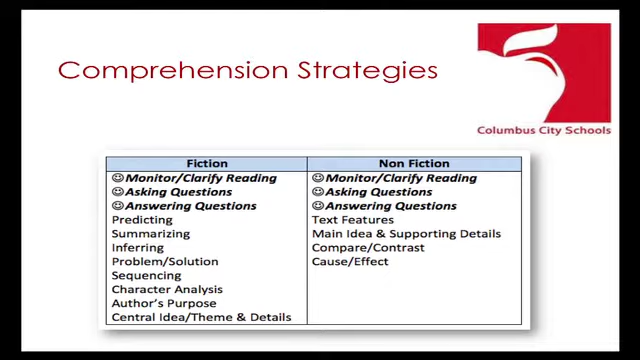 Comprehension Strategies
Columbus City Schools
Fiction
Non Fiction
☺Monitor/Clarify Reading
☺Monitor/Clarify Reading
☺Asking Questions
☺Asking Questions
☺Answering Questions
☺Answering Questions
Predicting
Text Features
Summarizing
Main Idea & Supporting Details
Inferring
Compare/Contrast
Problem/Solution
Cause/Effect
Sequencing
Character Analysis
Author's Purpose
Central Idea/Theme & Details